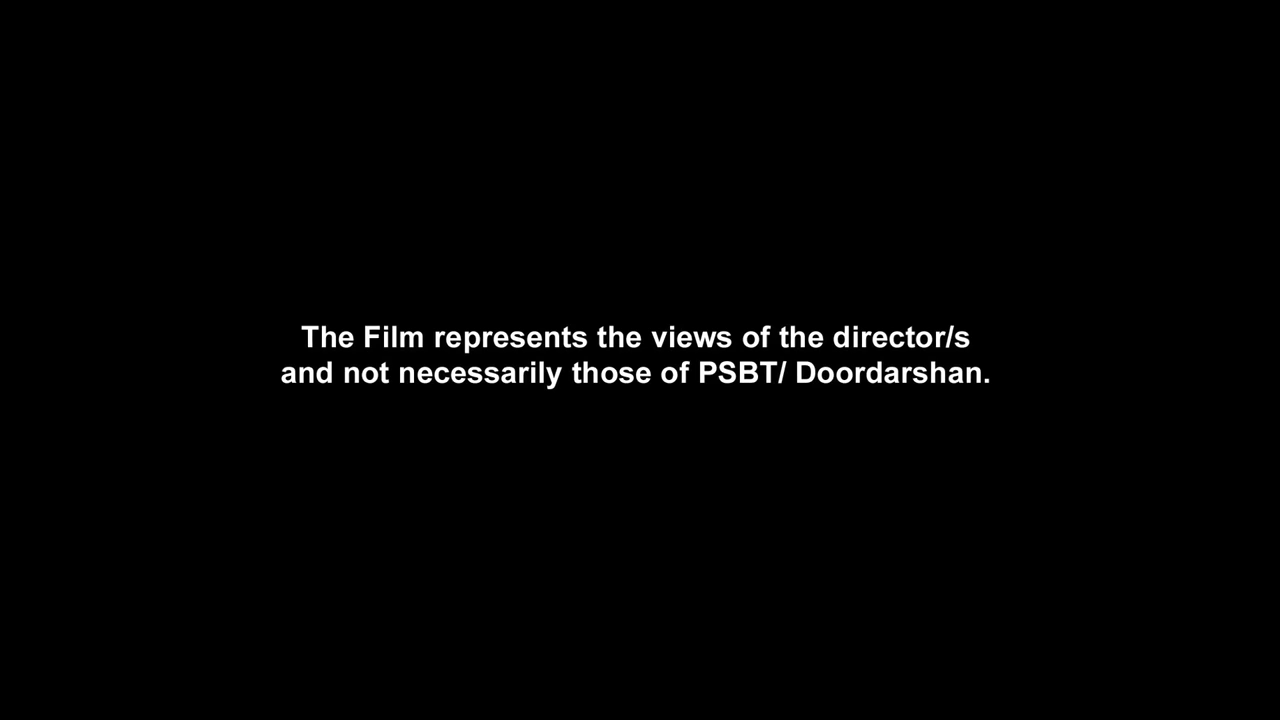 The Film represents the views of the director/s
and not necessarily those of PSBT/ Doordarshan.